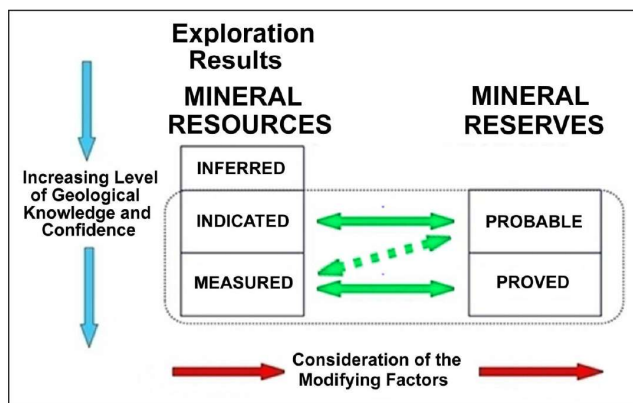 Exploration
Results
MINERAL
RESOURCES
MINERAL
RESERVES
Increasing Level
of Geological
Knowledge and
Confidence
INFERRED
INDICATED
MEASURED
PROBABLE
PROVED
Consideration of the
Modifying Factors